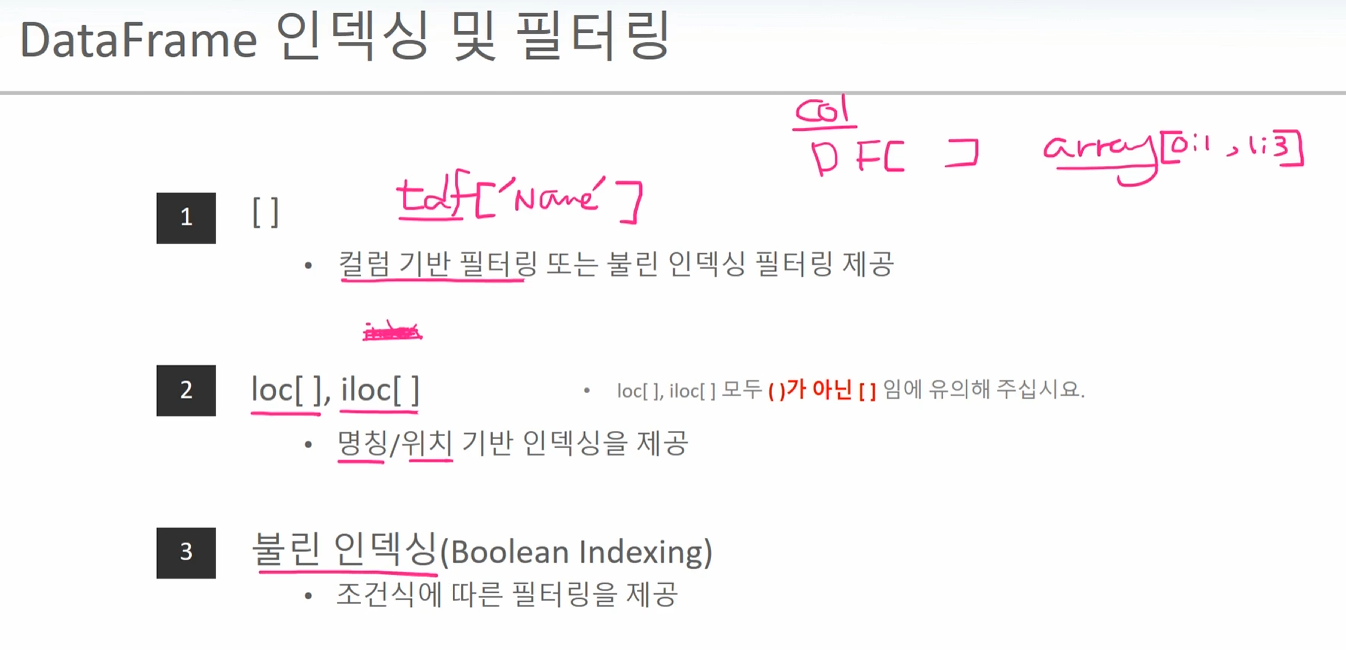 DataFrame 인덱싱 및 필터링
col
DF[ ] array[0:1, 1:3]
1 [ ] tdf['Name']
• 컬럼 기반 필터링 또는 불린 인덱싱 필터링 제공
2 loc[ ], iloc[ ] • loc[ ], iloc[ ] 모두 ( )가 아닌 [ ] 임에 유의해 주십시요.
• 명칭/위치 기반 인덱싱을 제공
3 불린 인덱싱(Boolean Indexing)
• 조건식에 따른 필터링을 제공